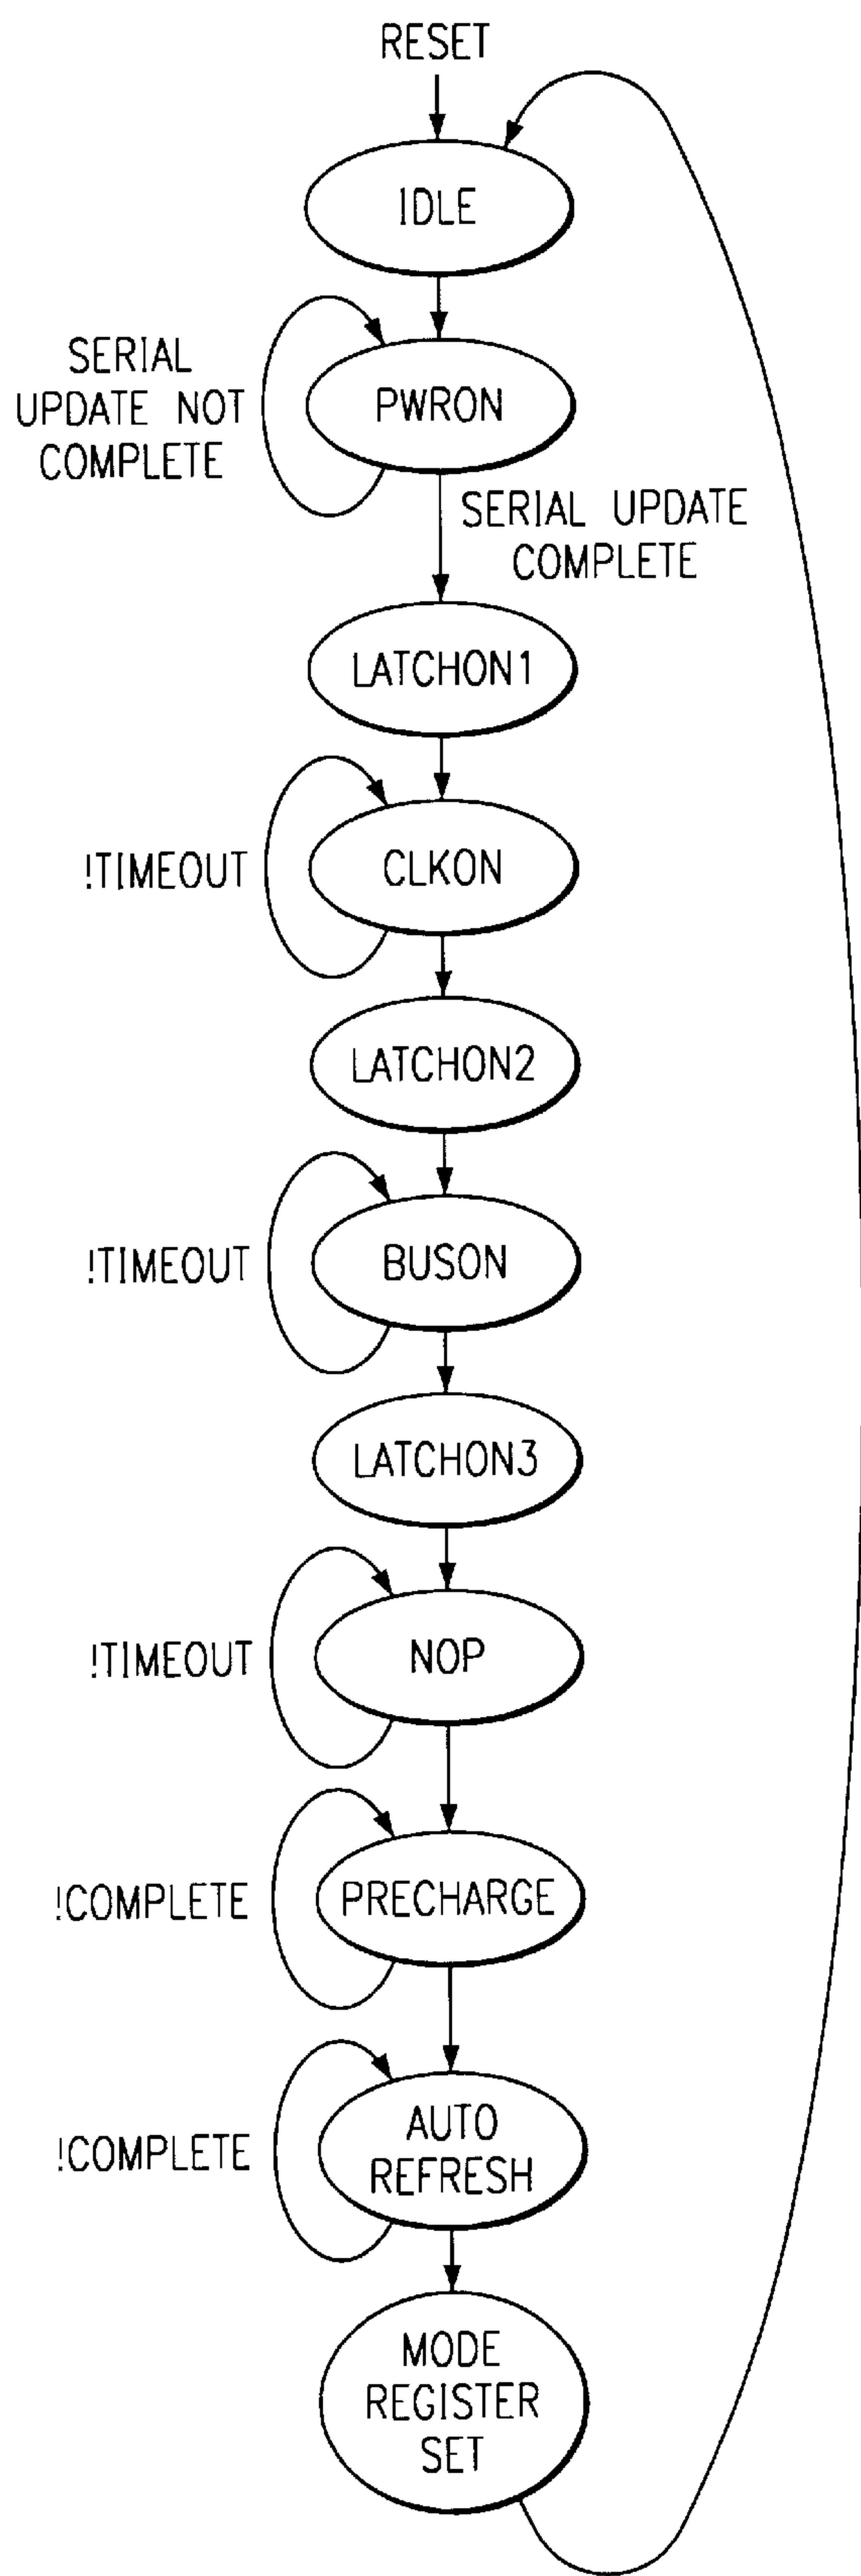 RESET
IDLE
SERIAL
UPDATE NOT
COMPLETE
PWRON
SERIAL UPDATE
COMPLETE
LATCHON1
!TIMEOUT
CLKON
LATCHON2
!TIMEOUT
BUSON
LATCHON3
!TIMEOUT
NOP
!COMPLETE
PRECHARGE
!COMPLETE
AUTO
REFRESH
MODE
REGISTER
SET